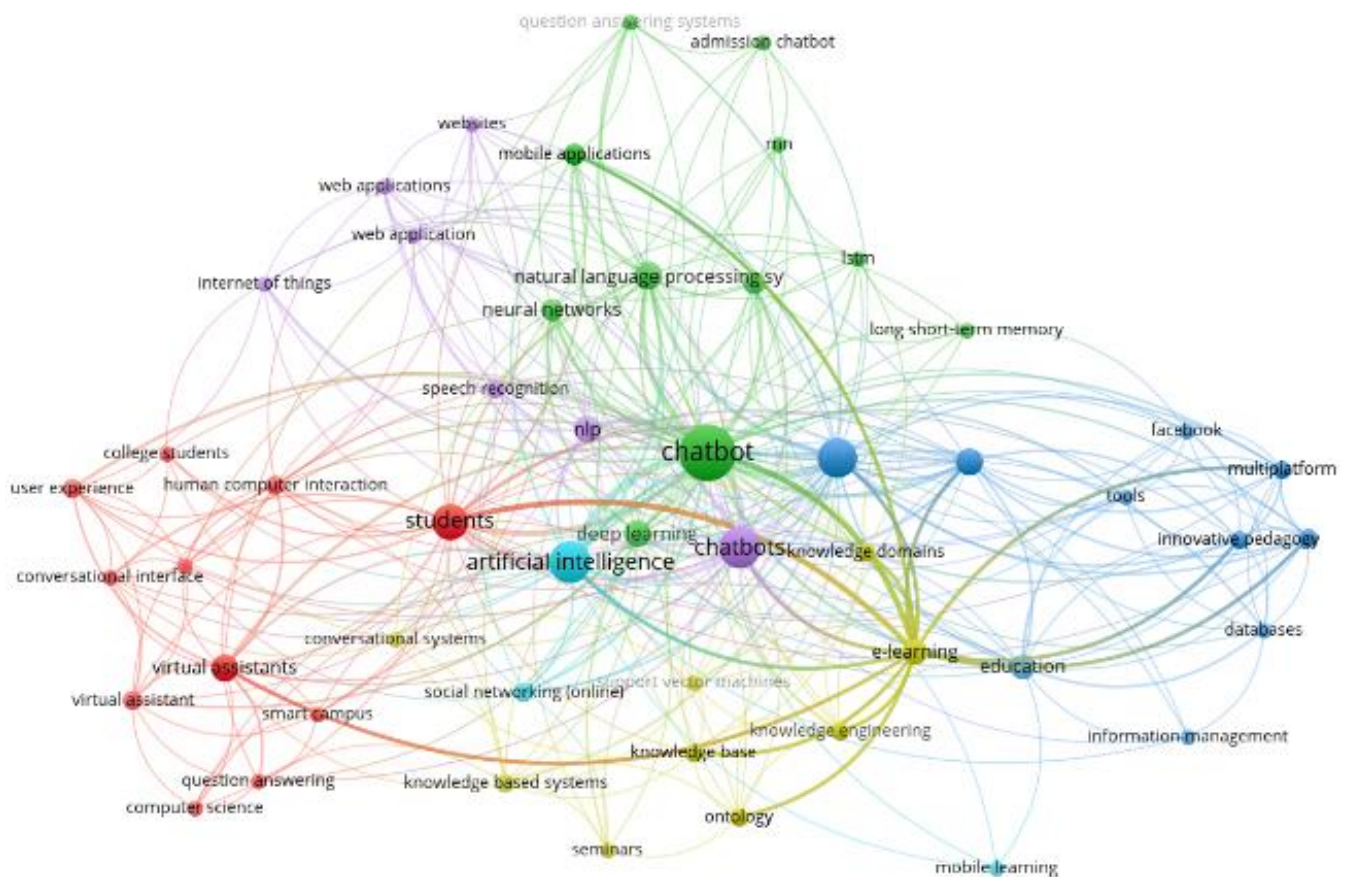 question answering systems
admission chatbot
websites
mobile applications
rnn
web applications
web application
lstm
internet of things
natural language processing sy
neural networks
long short-term memory
speech recognition
nlp
facebook
chatbot
college students
multiplatform
user experience
human computer interaction
tools
students
deep learning
chatbots
knowledge domains
innovative pedagogy
artificial intelligence
conversational interface
conversational systems
databases
e-learning
virtual assistants
education
support vector machines
social networking (online)
virtual assistant
smart campus
knowledge engineering
information management
knowledge base
question answering
knowledge based systems
computer science
ontology
seminars
mobile learning